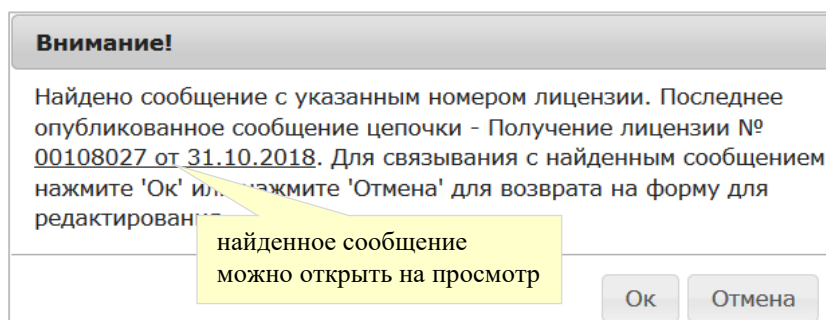 Внимание!
Найдено сообщение с указанным номером лицензии. Последнее
опубликованное сообщение цепочки - Получение лицензии №
00108027 от 31.10.2018. Для связывания с найденным сообщением
нажмите 'Ок' или нажмите 'Отмена' для возврата на форму для
редактирования
найденное сообщение
можно открыть на просмотр
Ок Отмена